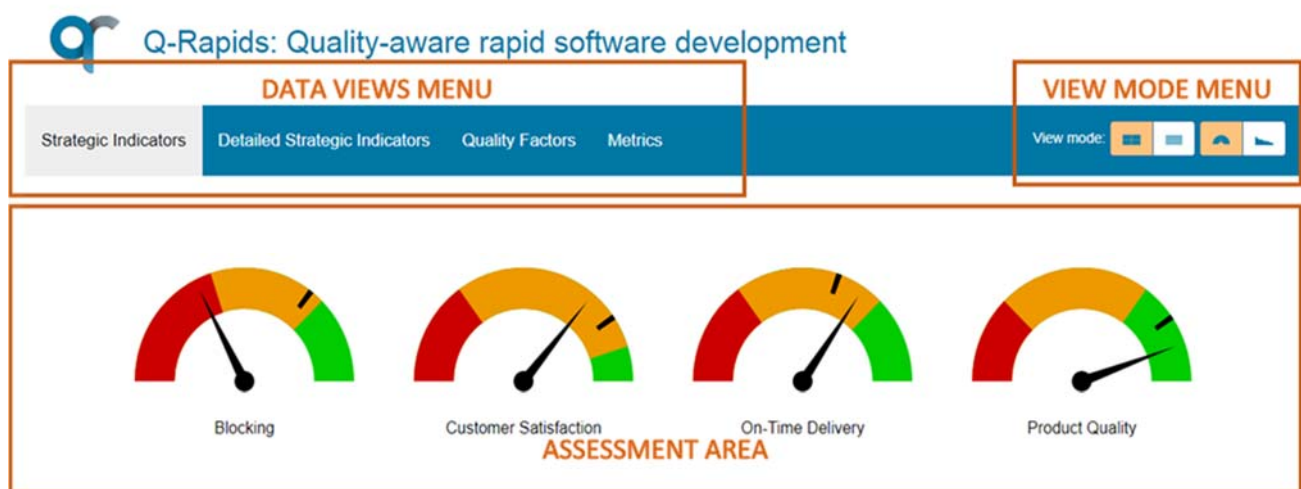 qr Q-Rapids: Quality-aware rapid software development
DATA VIEWS MENU
VIEW MODE MENU
Strategic Indicators Detailed Strategic Indicators Quality Factors Metrics View mode:
Blocking Customer Satisfaction On-Time Delivery Product Quality
ASSESSMENT AREA